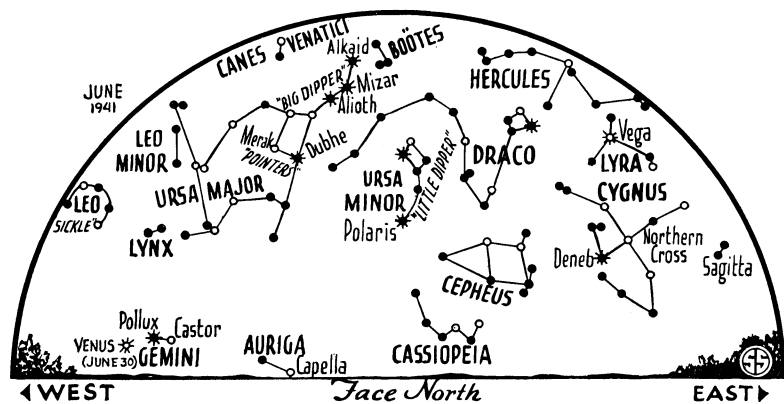 CANES VENATICI
Alkaid
BOÖTES
"BIG DIPPER"
Mizar
Alioth
HERCULES
JUNE
1941
LEO
MINOR
Merak
"POINTERS"
Dubhe
URSA MAJOR
URSA
MINOR
"LITTLE DIPPER"
Polaris
DRACO
Vega
LYRA
CYGNUS
LEO
SICKLE"
LYNX
Deneb
Northern
Cross
Sagitta
CEPHEUS
Pollux
Castor
VENUS
(JUNE 30)
GEMINI
AURIGA
Capella
CASSIOPEIA
WEST
Face North
EAST